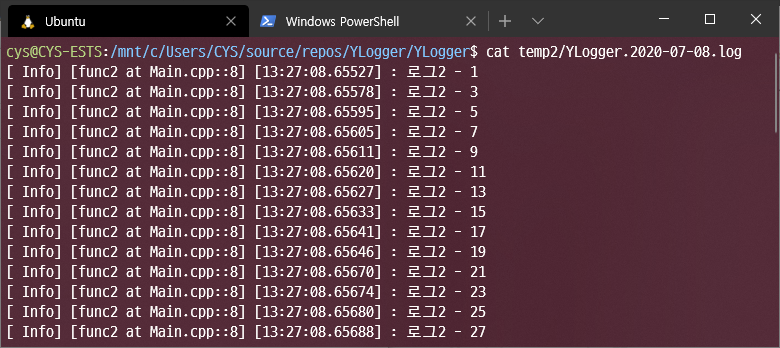 Ubuntu
Windows PowerShell
cys@CYS-ESTS:/mnt/c/Users/CYS/source/repos/YLogger/YLogger$ cat temp2/YLogger.2020-07-08.log
[ Info] [func2 at Main.cpp::8] [13:27:08.65527] : 로그2 - 1
[ Info] [func2 at Main.cpp::8] [13:27:08.65578] : 로그2 - 3
[ Info] [func2 at Main.cpp::8] [13:27:08.65595] : 로그2 - 5
[ Info] [func2 at Main.cpp::8] [13:27:08.65605] : 로그2 - 7
[ Info] [func2 at Main.cpp::8] [13:27:08.65611] : 로그2 - 9
[ Info] [func2 at Main.cpp::8] [13:27:08.65620] : 로그2 - 11
[ Info] [func2 at Main.cpp::8] [13:27:08.65627] : 로그2 - 13
[ Info] [func2 at Main.cpp::8] [13:27:08.65633] : 로그2 - 15
[ Info] [func2 at Main.cpp::8] [13:27:08.65641] : 로그2 - 17
[ Info] [func2 at Main.cpp::8] [13:27:08.65646] : 로그2 - 19
[ Info] [func2 at Main.cpp::8] [13:27:08.65670] : 로그2 - 21
[ Info] [func2 at Main.cpp::8] [13:27:08.65674] : 로그2 - 23
[ Info] [func2 at Main.cpp::8] [13:27:08.65680] : 로그2 - 25
[ Info] [func2 at Main.cpp::8] [13:27:08.65688] : 로그2 - 27